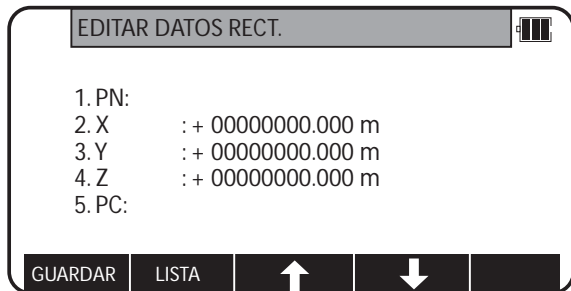 EDITAR DATOS RECT.
1. PN:
2. X : + 00000000.000 m
3. Y : + 00000000.000 m
4. Z : + 00000000.000 m
5. PC:
GUARDAR LISTA